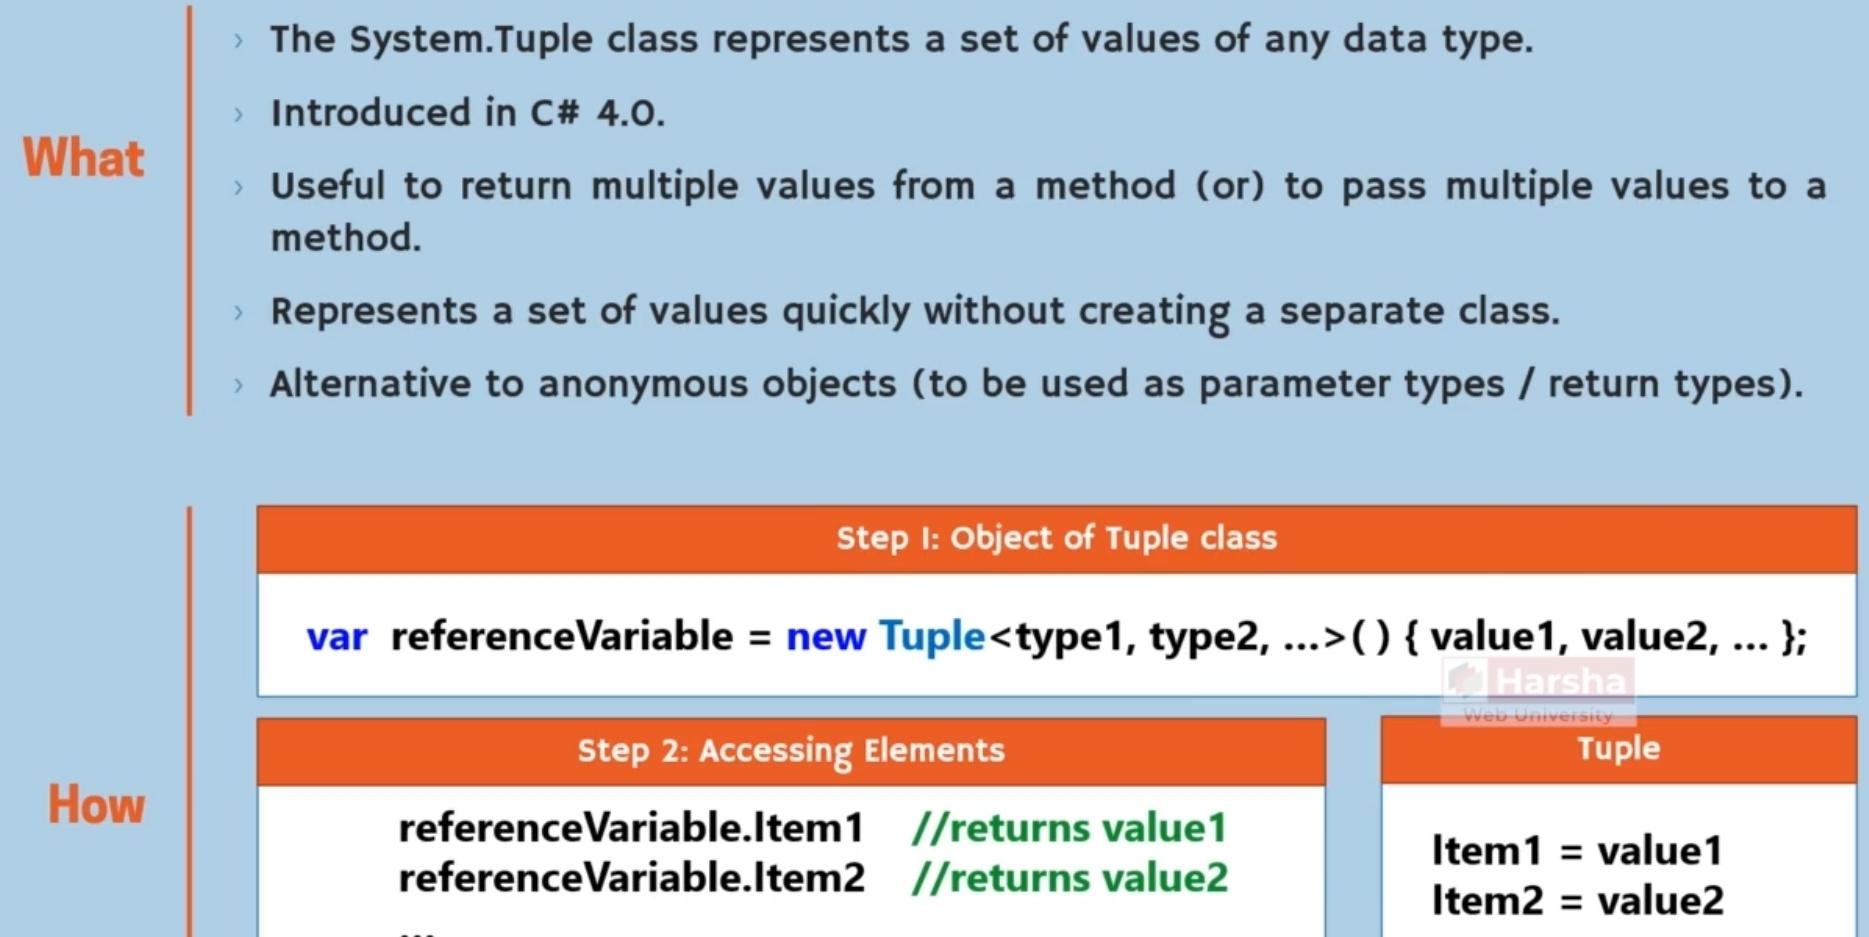 What
› The System.Tuple class represents a set of values of any data type.
› Introduced in C# 4.0.
› Useful to return multiple values from a method (or) to pass multiple values to a
method.
› Represents a set of values quickly without creating a separate class.
› Alternative to anonymous objects (to be used as parameter types / return types).
How
Step 1: Object of Tuple class
var referenceVariable = new Tuple<type1, type2, ...>( ) { value1, value2, ... };
Harsha
Web University
Step 2: Accessing Elements
referenceVariable.Item1 //returns value1
referenceVariable.Item2 //returns value2
...
Tuple
Item1 = value1
Item2 = value2